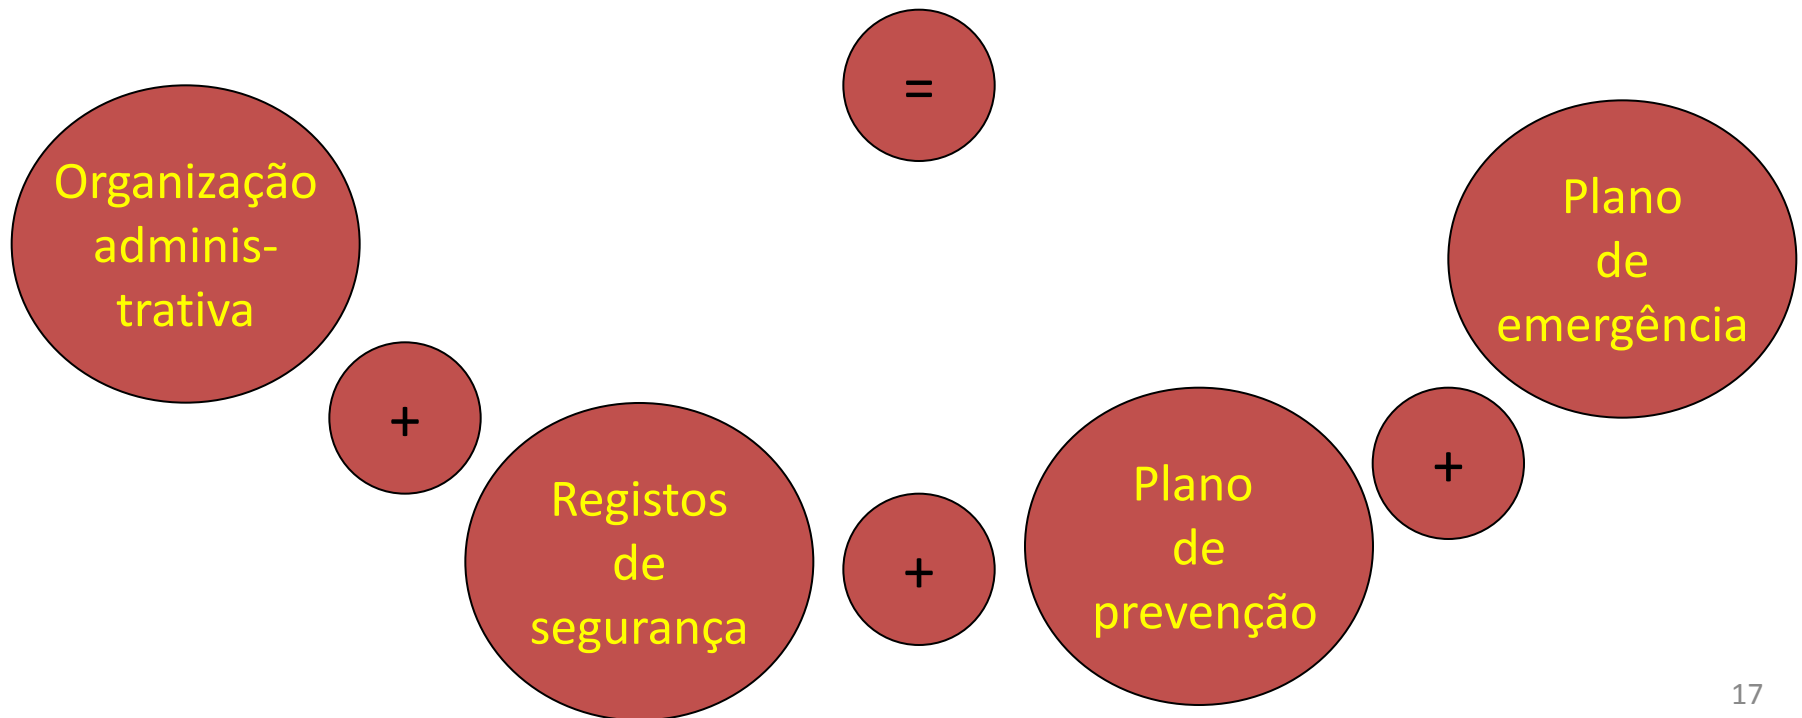 =
Organização
adminis-
trativa
+
Registos
de
segurança
+
Plano
de
prevenção
+
Plano
de
emergência
17